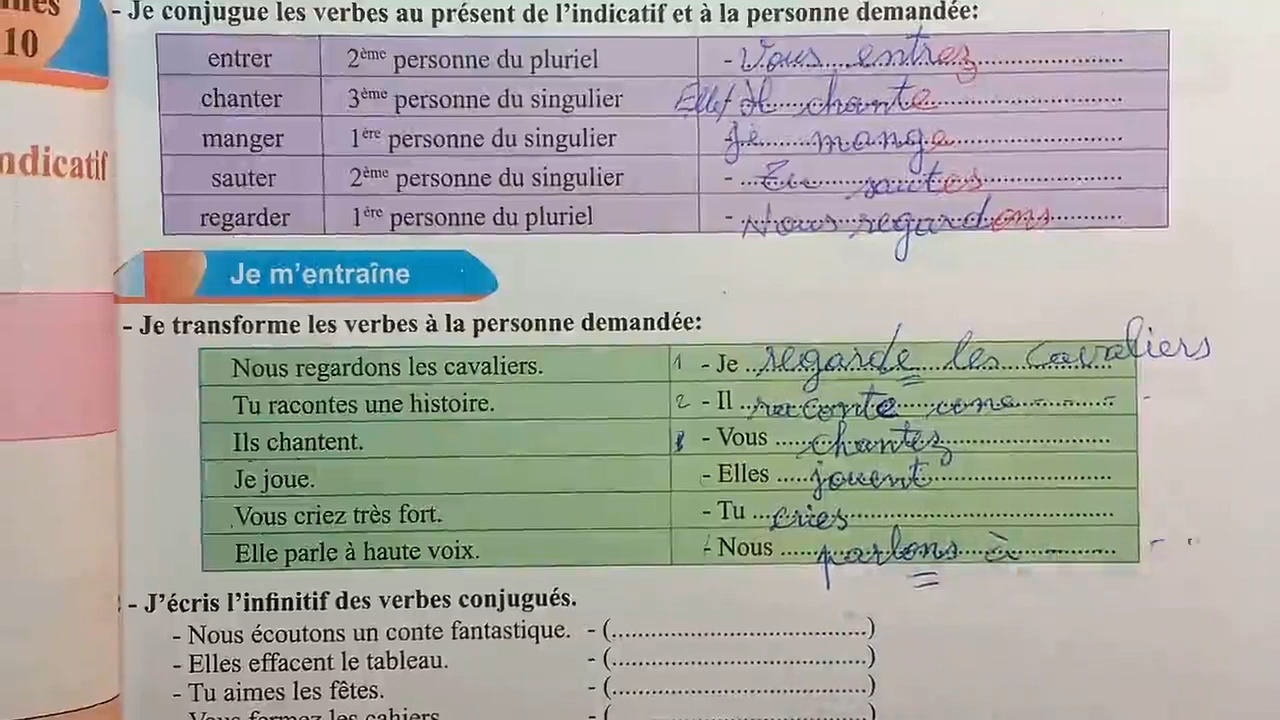 10
ndicatif
- Je conjugue les verbes au présent de l'indicatif et à la personne demandée:
entrer 2ème personne du pluriel - Vous entrez
chanter 3ème personne du singulier Elle/ Il chante
manger 1ère personne du singulier Je mange
sauter 2ème personne du singulier - Tu sautes
regarder 1ère personne du pluriel - Nous regardons
Je m'entraîne
- Je transforme les verbes à la personne demandée:
Nous regardons les cavaliers. 1 - Je regarde les cavaliers
Tu racontes une histoire. 2 - Il raconte une
Ils chantent. - Vous chantez
Je joue. - Elles jouent
Vous criez très fort. - Tu cries
Elle parle à haute voix. - Nous parlons à
- J'écris l'infinitif des verbes conjugués.
- Nous écoutons un conte fantastique. - (........................................)
- Elles effacent le tableau. - (........................................)
- Tu aimes les fêtes. - (........................................)
- Vous fermez les cahiers